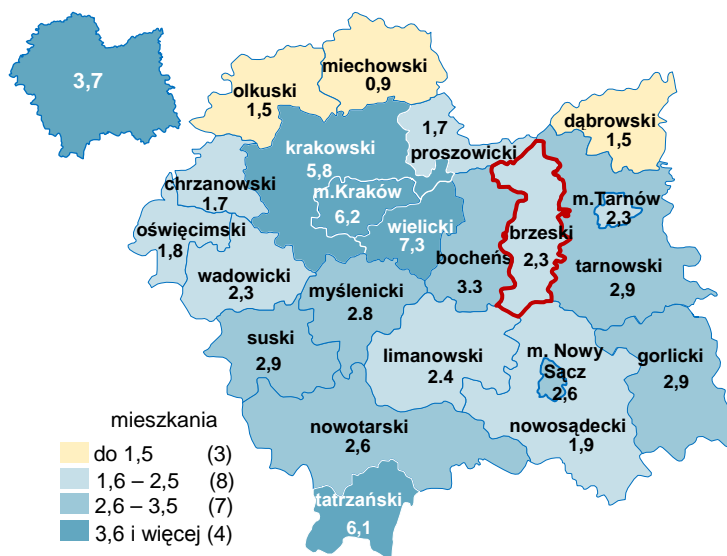 3,7
miechowski
0,9
olkuski
1,5
dąbrowski
1,5
1,7
proszowicki
krakowski
5,8
chrzanowski
1,7
m.Kraków
6,2
m.Tarnów
2,3
oświęcimski
1,8
wielicki
7,3
brzeski
2,3
bocheńs
3.3
tarnowski
2,9
wadowicki
2,3
myślenicki
2.8
suski
2,9
limanowski
2.4
m. Nowy
Sącz
2,6
gorlicki
2,9
nowotarski
2,6
nowosądecki
1,9
tatrzański
6,1
mieszkania
do 1,5 (3)
1,6 – 2,5 (8)
2,6 – 3,5 (7)
3,6 i więcej (4)